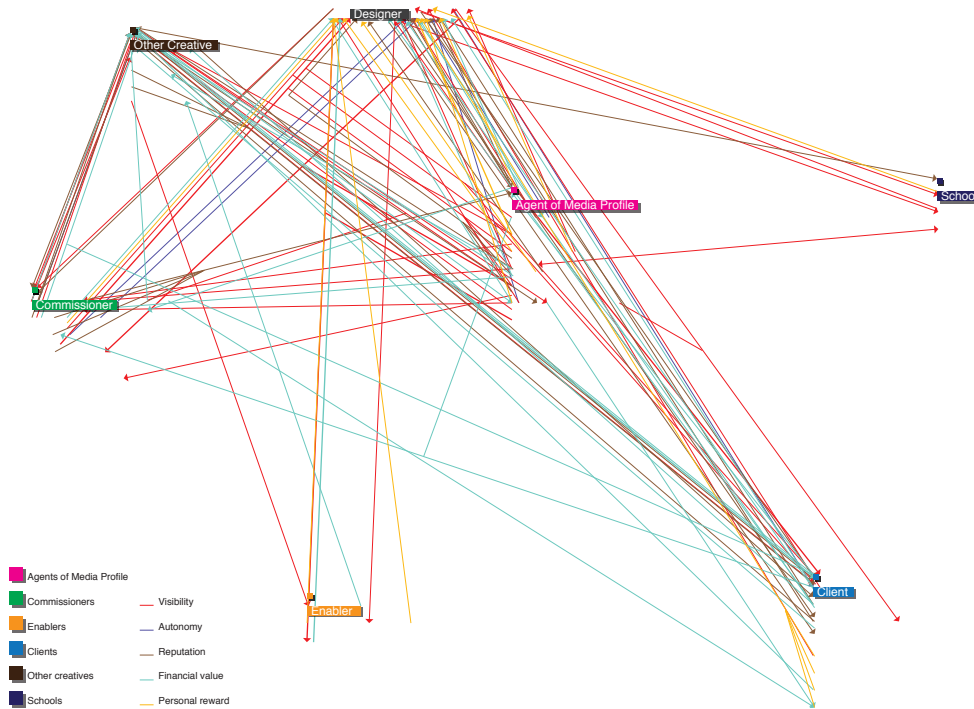 Designer
Other Creative
Schoo
Agent of Media Profile
Commissioner
Client
Enabler
Agents of Media Profile
Commissioners
Enablers
Clients
Other creatives
Schools
Visibility
Autonomy
Reputation
Financial value
Personal reward